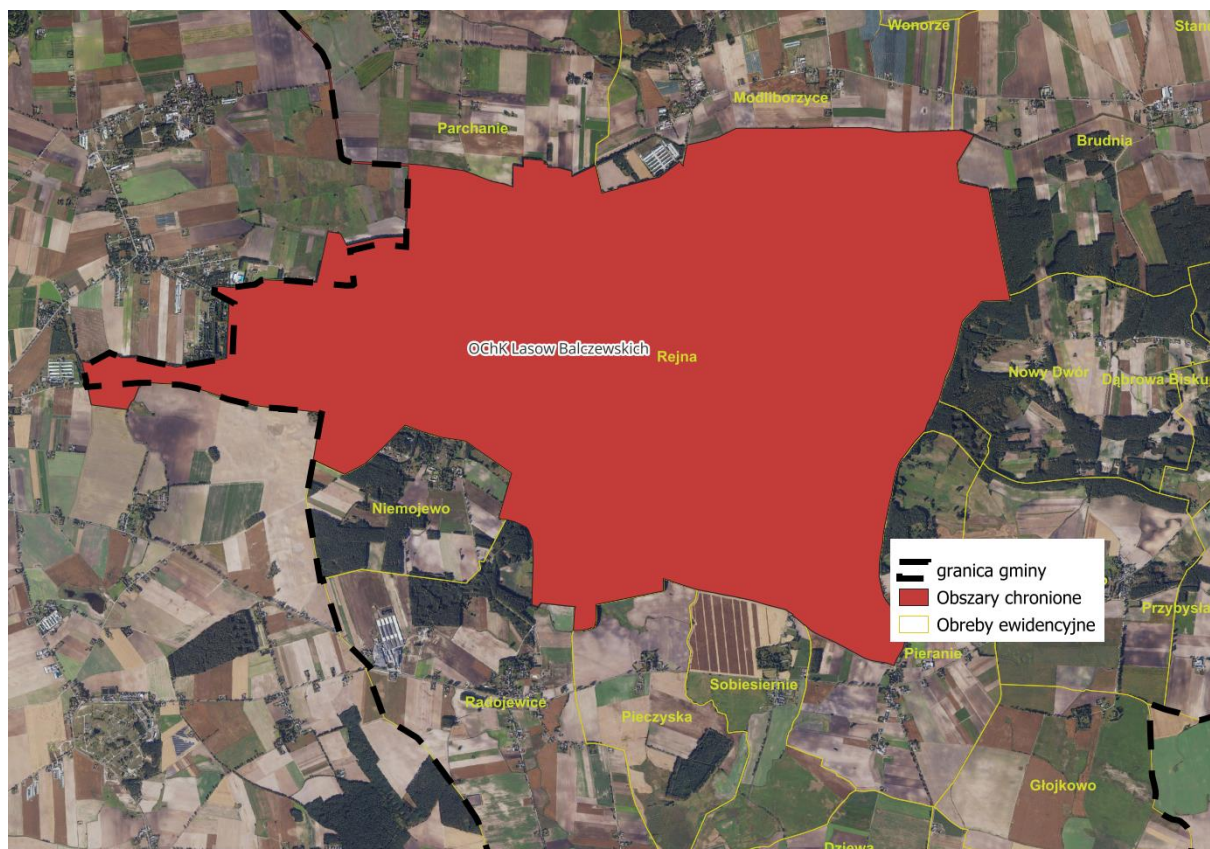 Wonorze
Modliborzyce
Parchanie
Brudnia
OChK Lasow Balczewskich
Rejna
Nowy Dwór
Niemojewo
granica gminy
Obszary chronione
Obreby ewidencyjne
Pieranie
Sobiesiernie
Radojewice
Pieczyska
Głojkowo